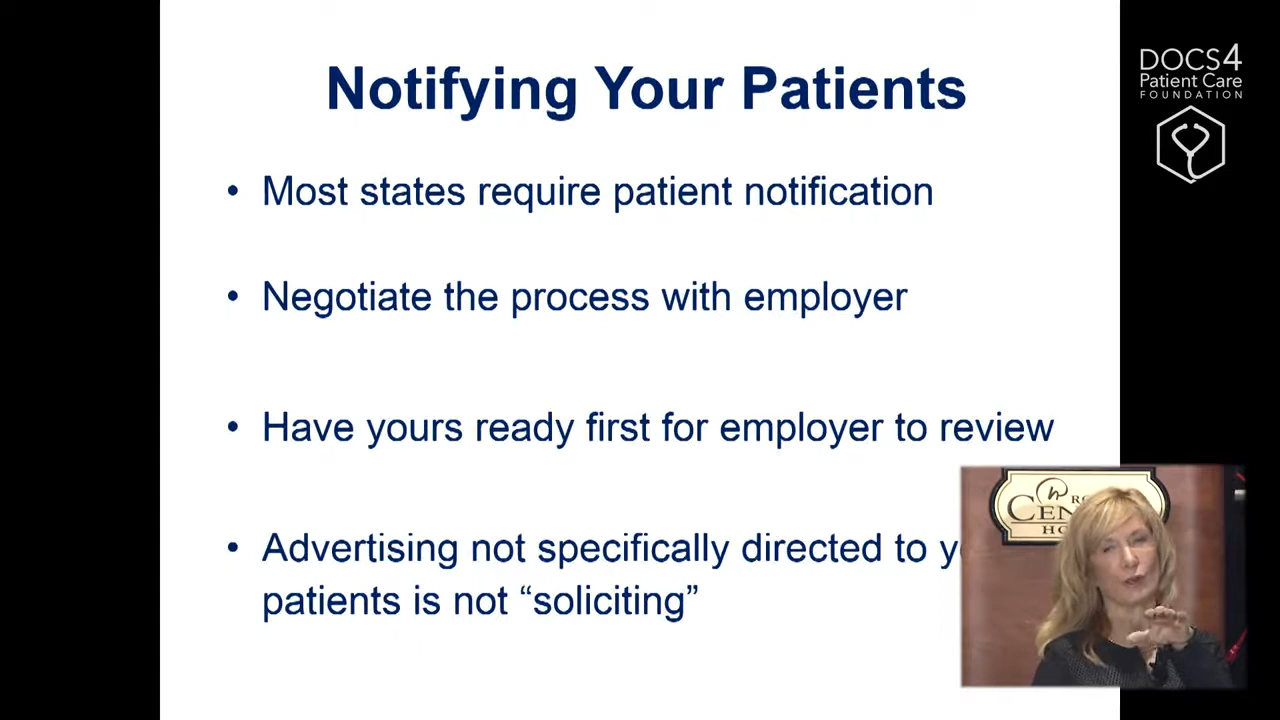 Notifying Your Patients
• Most states require patient notification
• Negotiate the process with employer
• Have yours ready first for employer to review
• Advertising not specifically directed to
patients is not “soliciting”
DOCS4
Patient Care
FOUNDATION